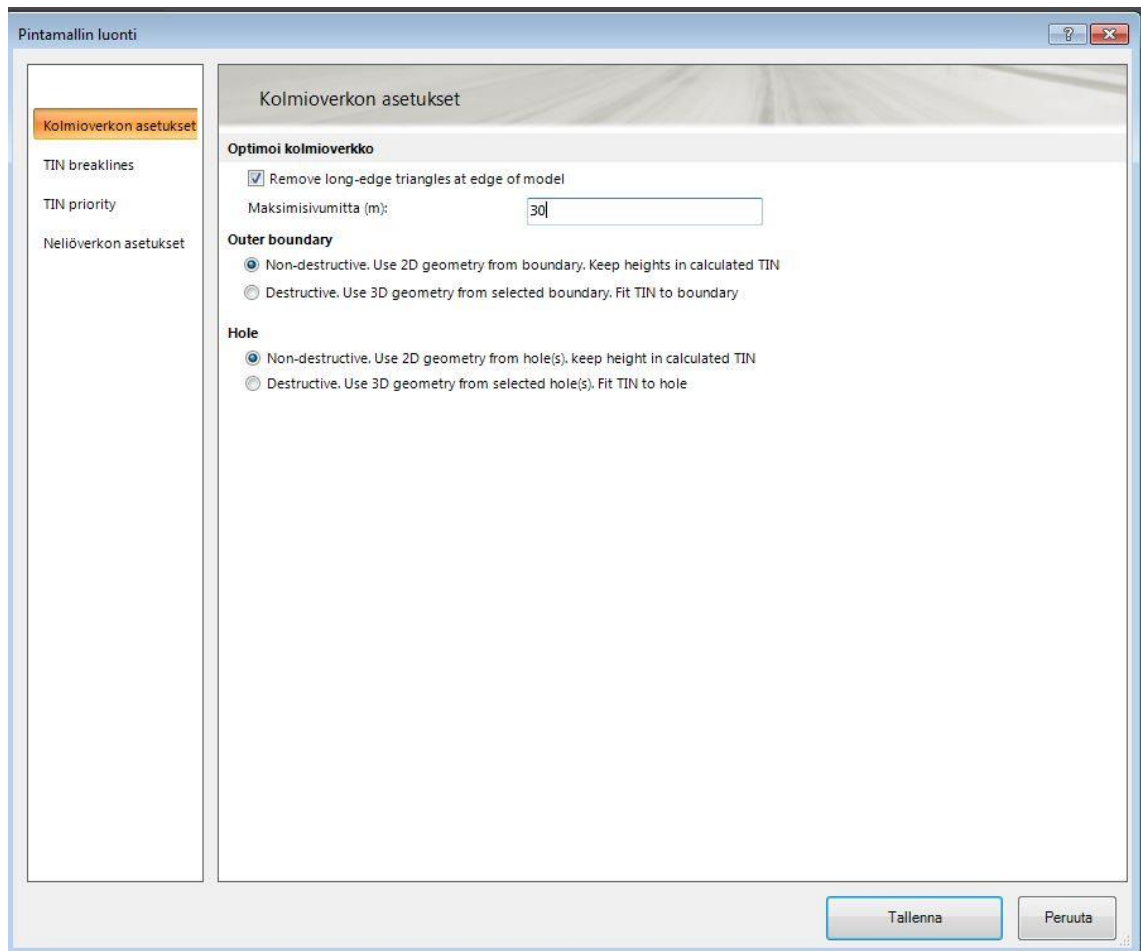 Pintamallin luonti
Kolmioverkon asetukset
TIN breaklines
TIN priority
Neliöverkon asetukset
Kolmioverkon asetukset
Optimoi kolmioverkko
Remove long-edge triangles at edge of model
Maksimisivumitta (m): 30
Outer boundary
Non-destructive. Use 2D geometry from boundary. Keep heights in calculated TIN
Destructive. Use 3D geometry from selected boundary. Fit TIN to boundary
Hole
Non-destructive. Use 2D geometry from hole(s). keep height in calculated TIN
Destructive. Use 3D geometry from selected hole(s). Fit TIN to hole
Tallenna Peruuta